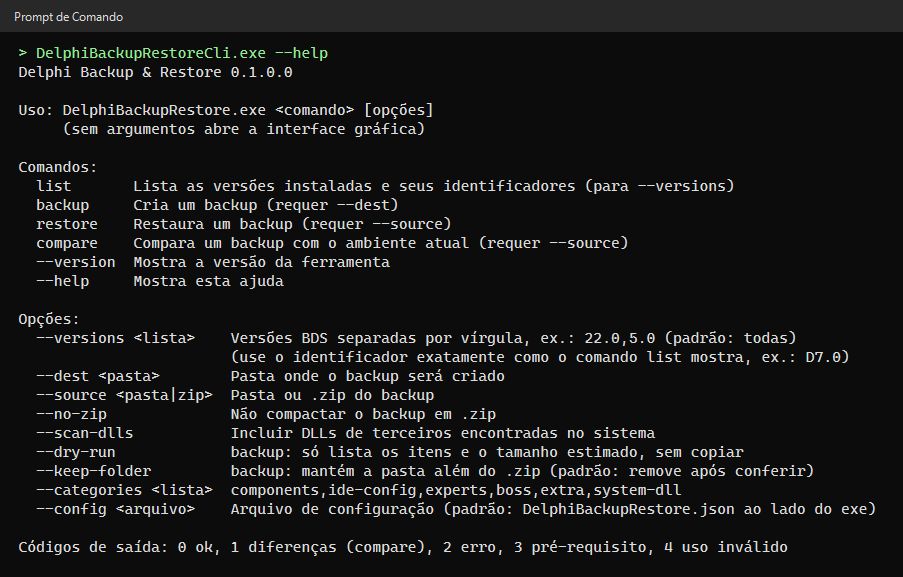 Prompt de Comando
> DelphiBackupRestoreCli.exe --help
Delphi Backup & Restore 0.1.0.0
Uso: DelphiBackupRestore.exe <comando> [opções]
(sem argumentos abre a interface gráfica)
Comandos:
list Lista as versões instaladas e seus identificadores (para --versions)
backup Cria um backup (requer --dest)
restore Restaura um backup (requer --source)
compare Compara um backup com o ambiente atual (requer --source)
--version Mostra a versão da ferramenta
--help Mostra esta ajuda
Opções:
--versions <lista> Versões BDS separadas por vírgula, ex.: 22.0,5.0 (padrão: todas)
(use o identificador exatamente como o comando list mostra, ex.: D7.0)
--dest <pasta> Pasta onde o backup será criado
--source <pasta|zip> Pasta ou .zip do backup
--no-zip Não compactar o backup em .zip
--scan-dlls Incluir DLLs de terceiros encontradas no sistema
--dry-run backup: só lista os itens e o tamanho estimado, sem copiar
--keep-folder backup: mantém a pasta além do .zip (padrão: remove após conferir)
--categories <lista> components,ide-config,experts,boss,extra,system-dll
--config <arquivo> Arquivo de configuração (padrão: DelphiBackupRestore.json ao lado do exe)
Códigos de saída: 0 ok, 1 diferenças (compare), 2 erro, 3 pré-requisito, 4 uso inválido